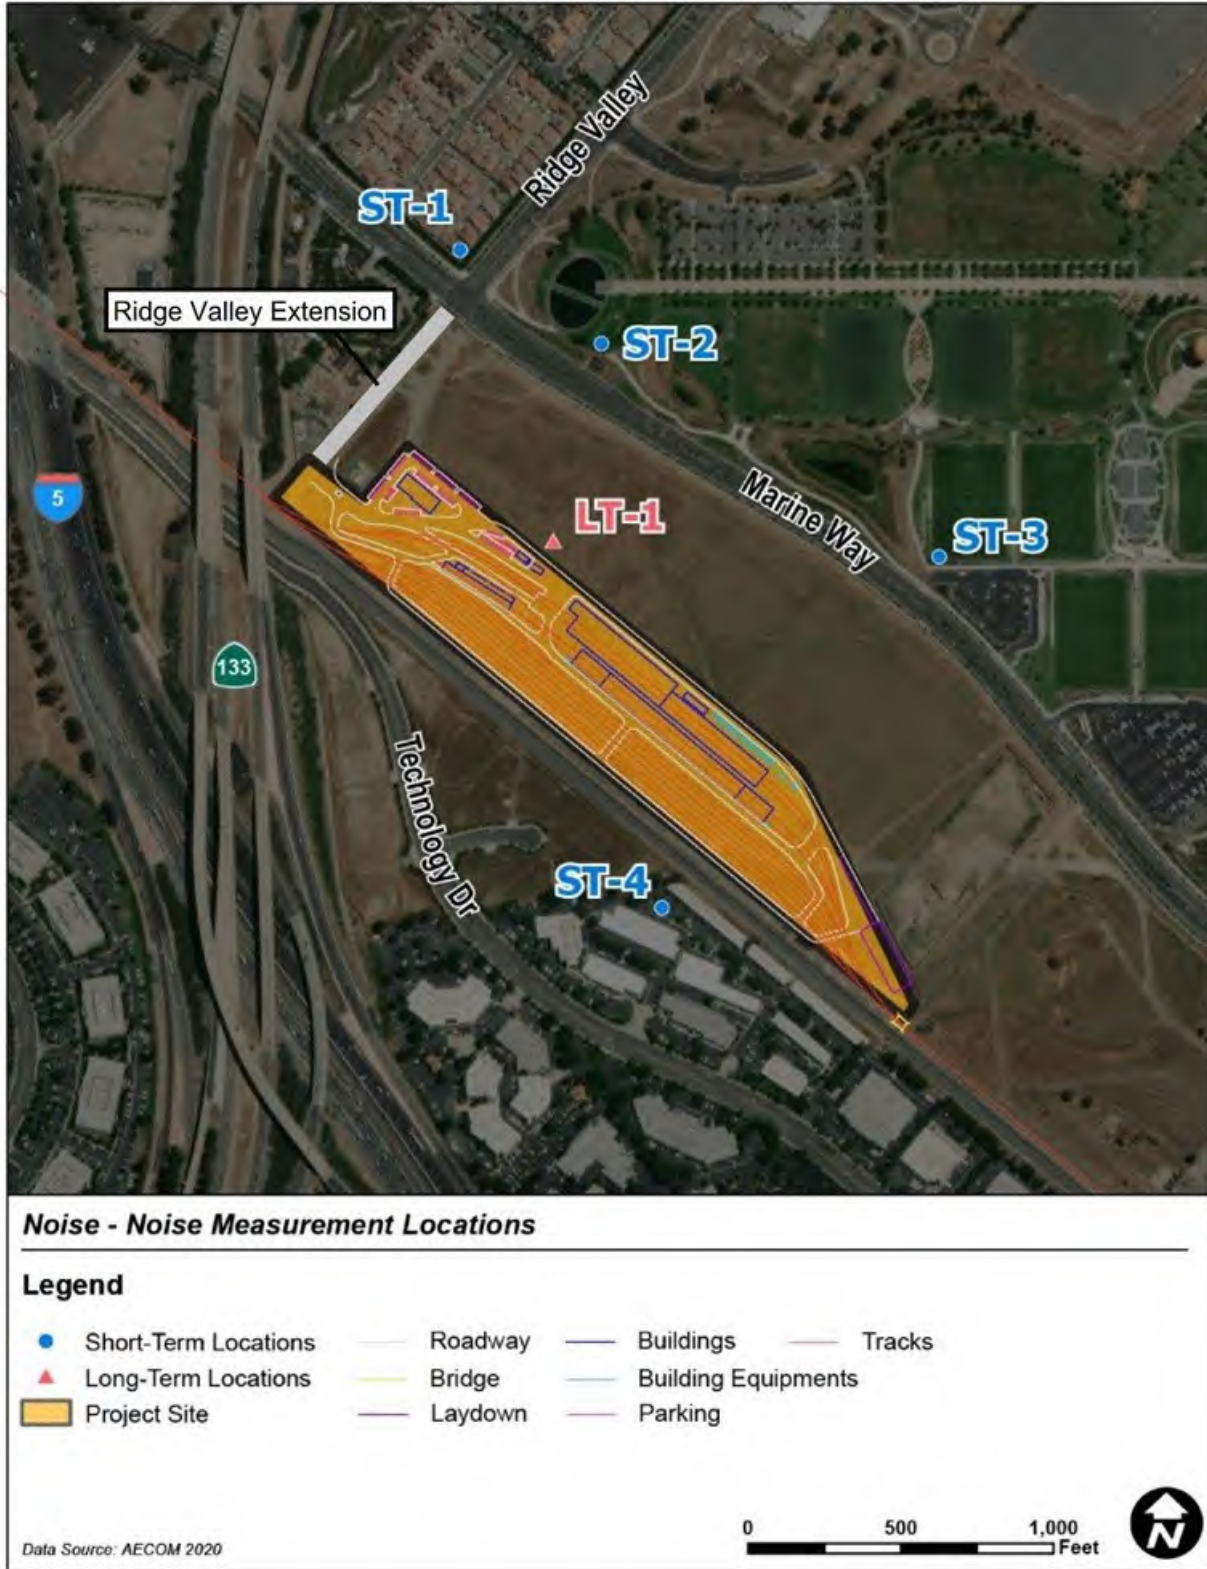 Ridge Valley
ST-1
Ridge Valley Extension
ST-2
LT-1
5
Marine Way
ST-3
133
Technology Dr
ST-4
Noise - Noise Measurement Locations
Legend
Short-Term Locations Roadway Buildings Tracks
Long-Term Locations Bridge Building Equipments
Project Site Laydown Parking
0 500 1,000
Feet
N
Data Source: AECOM 2020